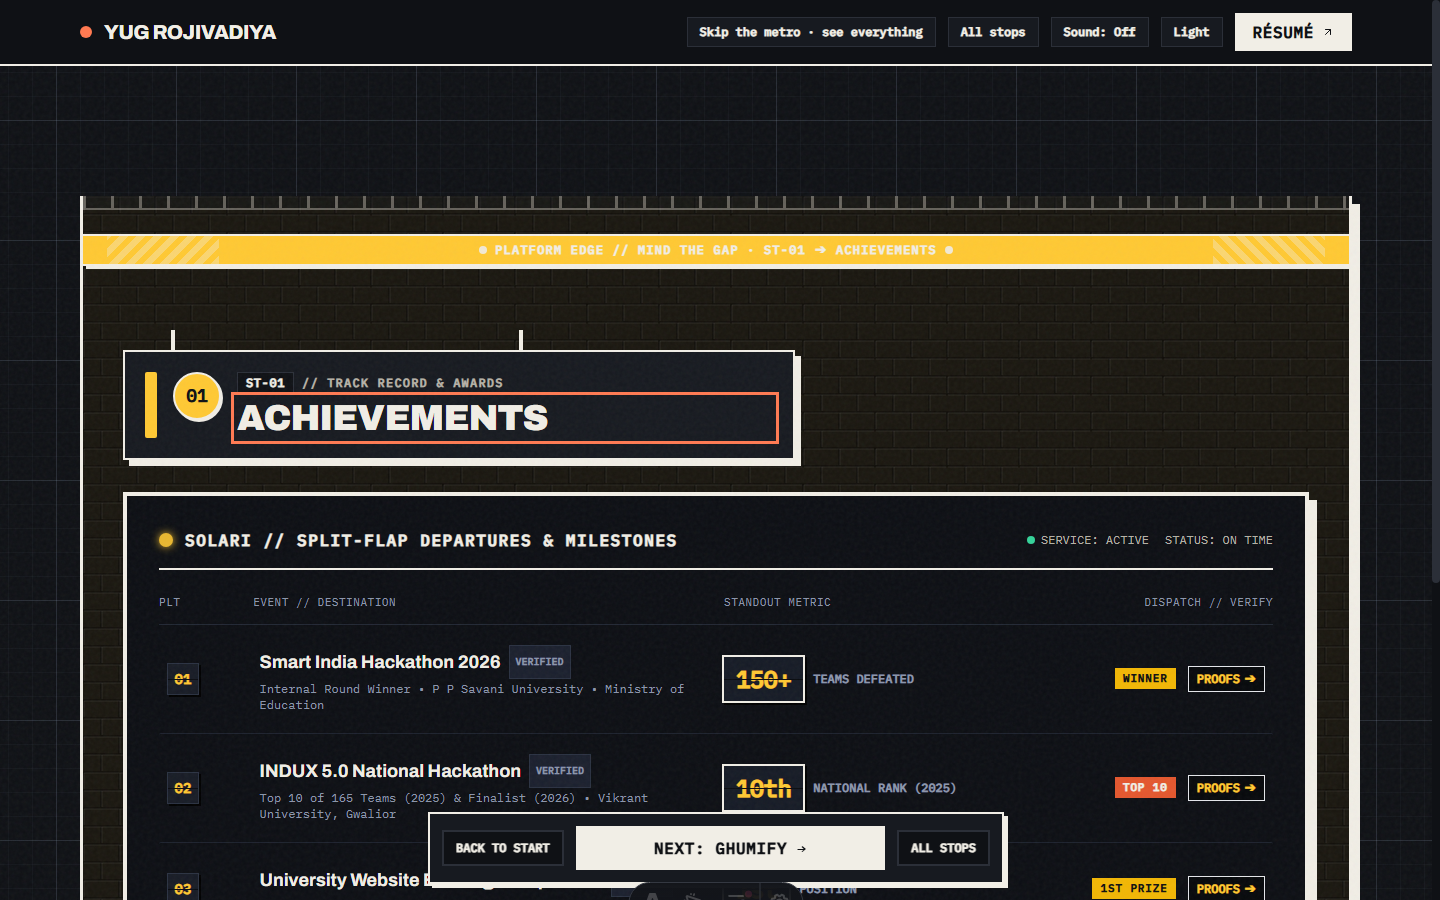 YUG ROJIVADIYA
Skip the metro · see everything
All stops
Sound: Off
Light
RÉSUMÉ ↗
PLATFORM EDGE // MIND THE GAP · ST-01 ➔ ACHIEVEMENTS
01
ST-01 // TRACK RECORD & AWARDS
ACHIEVEMENTS
SOLARI // SPLIT-FLAP DEPARTURES & MILESTONES
SERVICE: ACTIVE STATUS: ON TIME
PLT
EVENT // DESTINATION
STANDOUT METRIC
DISPATCH // VERIFY
01
Smart India Hackathon 2026 VERIFIED
Internal Round Winner • P P Savani University • Ministry of
Education
150+ TEAMS DEFEATED
WINNER
PROOFS ➔
02
INDUX 5.0 National Hackathon VERIFIED
Top 10 of 165 Teams (2025) & Finalist (2026) • Vikrant
University, Gwalior
10th NATIONAL RANK (2025)
TOP 10
PROOFS ➔
03
University Website
POSITION
1ST PRIZE
PROOFS ➔
BACK TO START
NEXT: GHUMIFY →
ALL STOPS